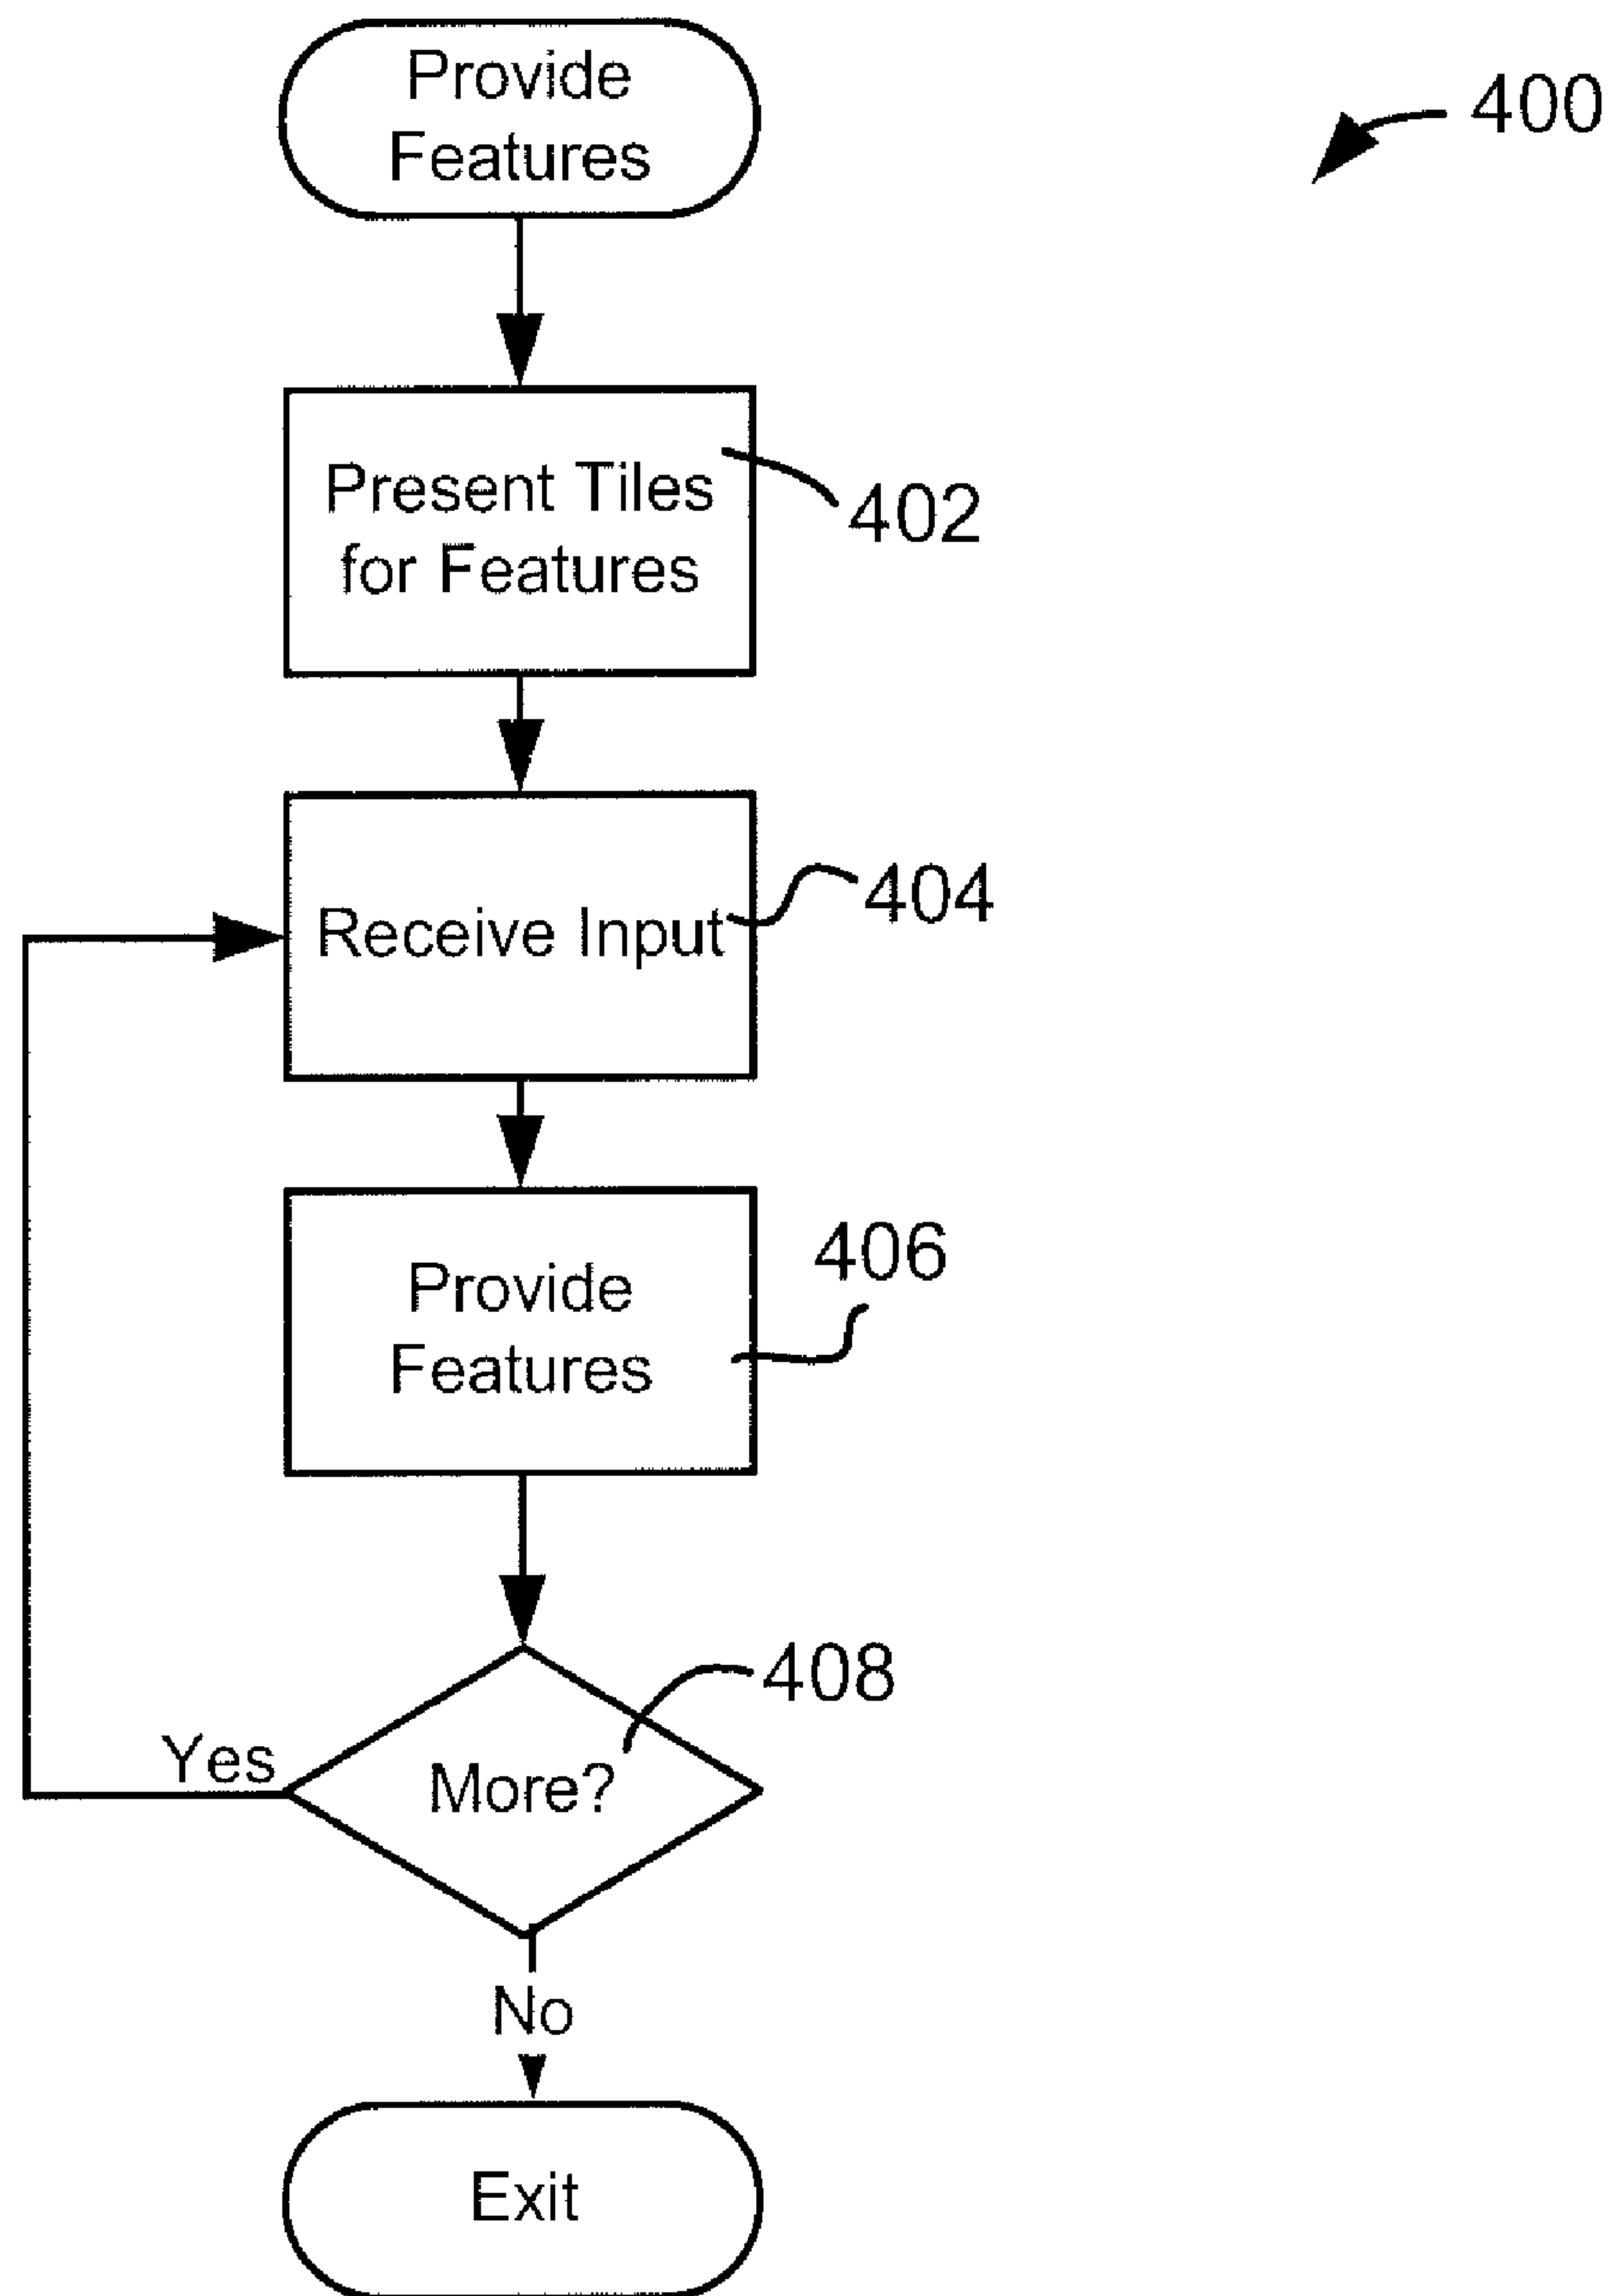 Provide
Features
400
Present Tiles
for Features
402
Receive Input
404
Provide
Features
406
More?
408
Yes
No
Exit